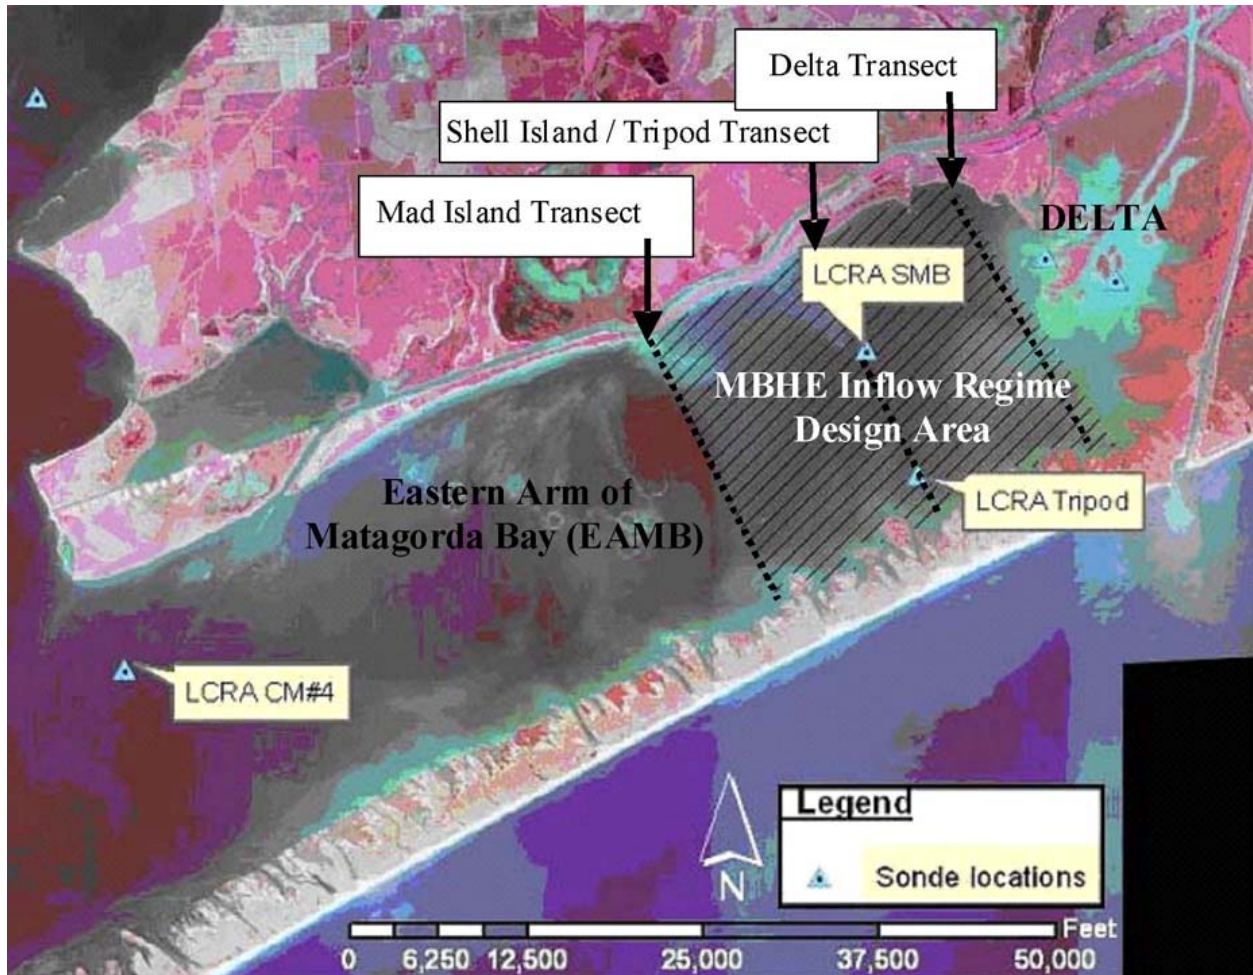 Delta Transect
Shell Island / Tripod Transect
Mad Island Transect
DELTA
LCRA SMB
MBHE Inflow Regime
Design Area
LCRA Tripod
Eastern Arm of
Matagorda Bay (EAMB)
LCRA CM#4
Legend
Sonde locations
N
Feet
0 6,250 12,500 25,000 37,500 50,000